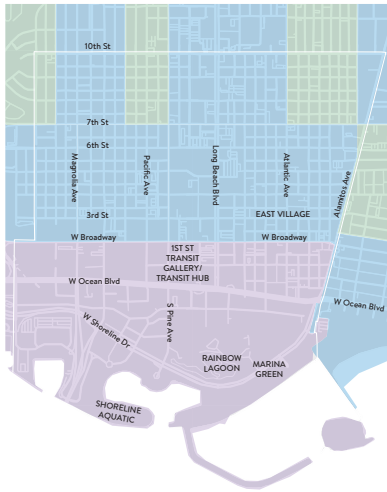 10th St
7th St
6th St
Magnolia Ave
Pacific Ave
Long Beach Blvd
Atlantic Ave
Alamitos Ave
3rd St
EAST VILLAGE
W Broadway
W Broadway
1ST ST
TRANSIT
GALLERY/
TRANSIT HUB
W Ocean Blvd
W Ocean Blvd
S Pine Ave
W Shoreline Dr
RAINBOW
LAGOON
MARINA
GREEN
SHORELINE
AQUATIC